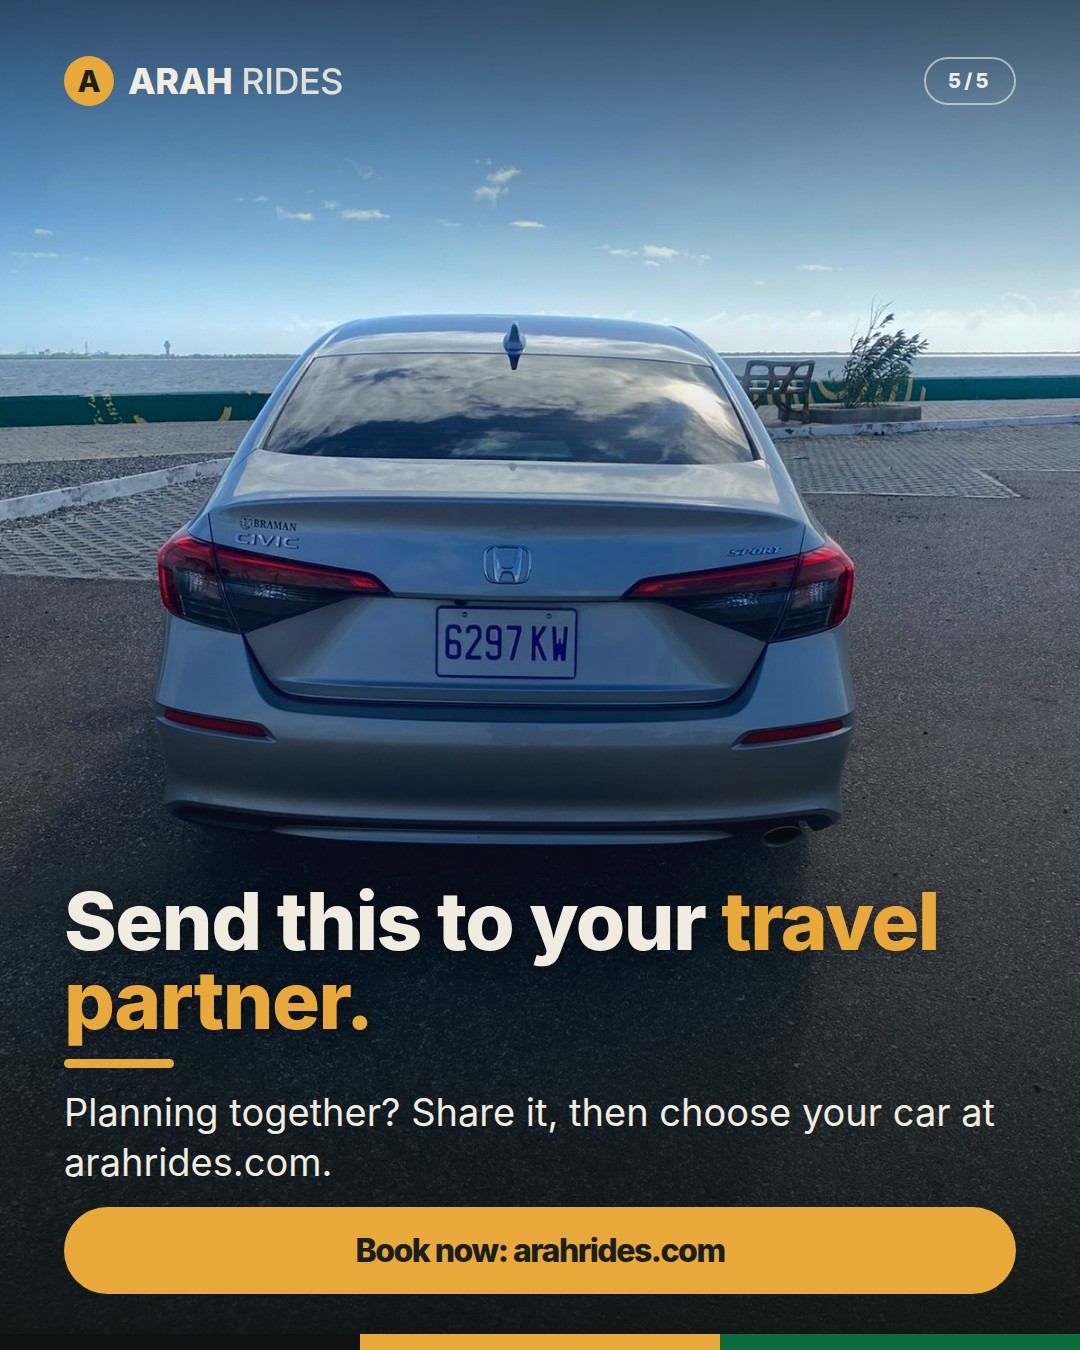 A ARAH RIDES
5/5
BRAMAN
CIVIC
SPORT
6297 KW
Send this to your travel
partner.
Planning together? Share it, then choose your car at
arahrides.com.
Book now: arahrides.com